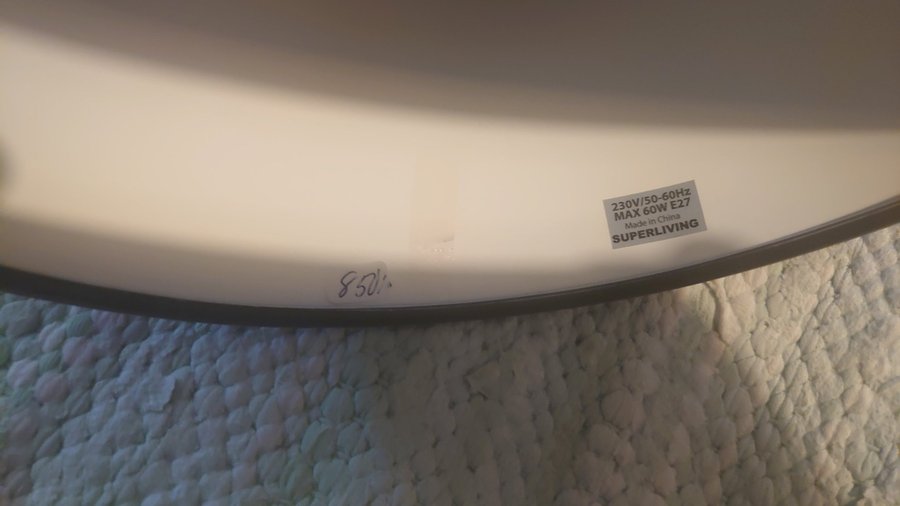 230V/50-60Hz
MAX 60W E27
Made in China
SUPERLIVING
850:-